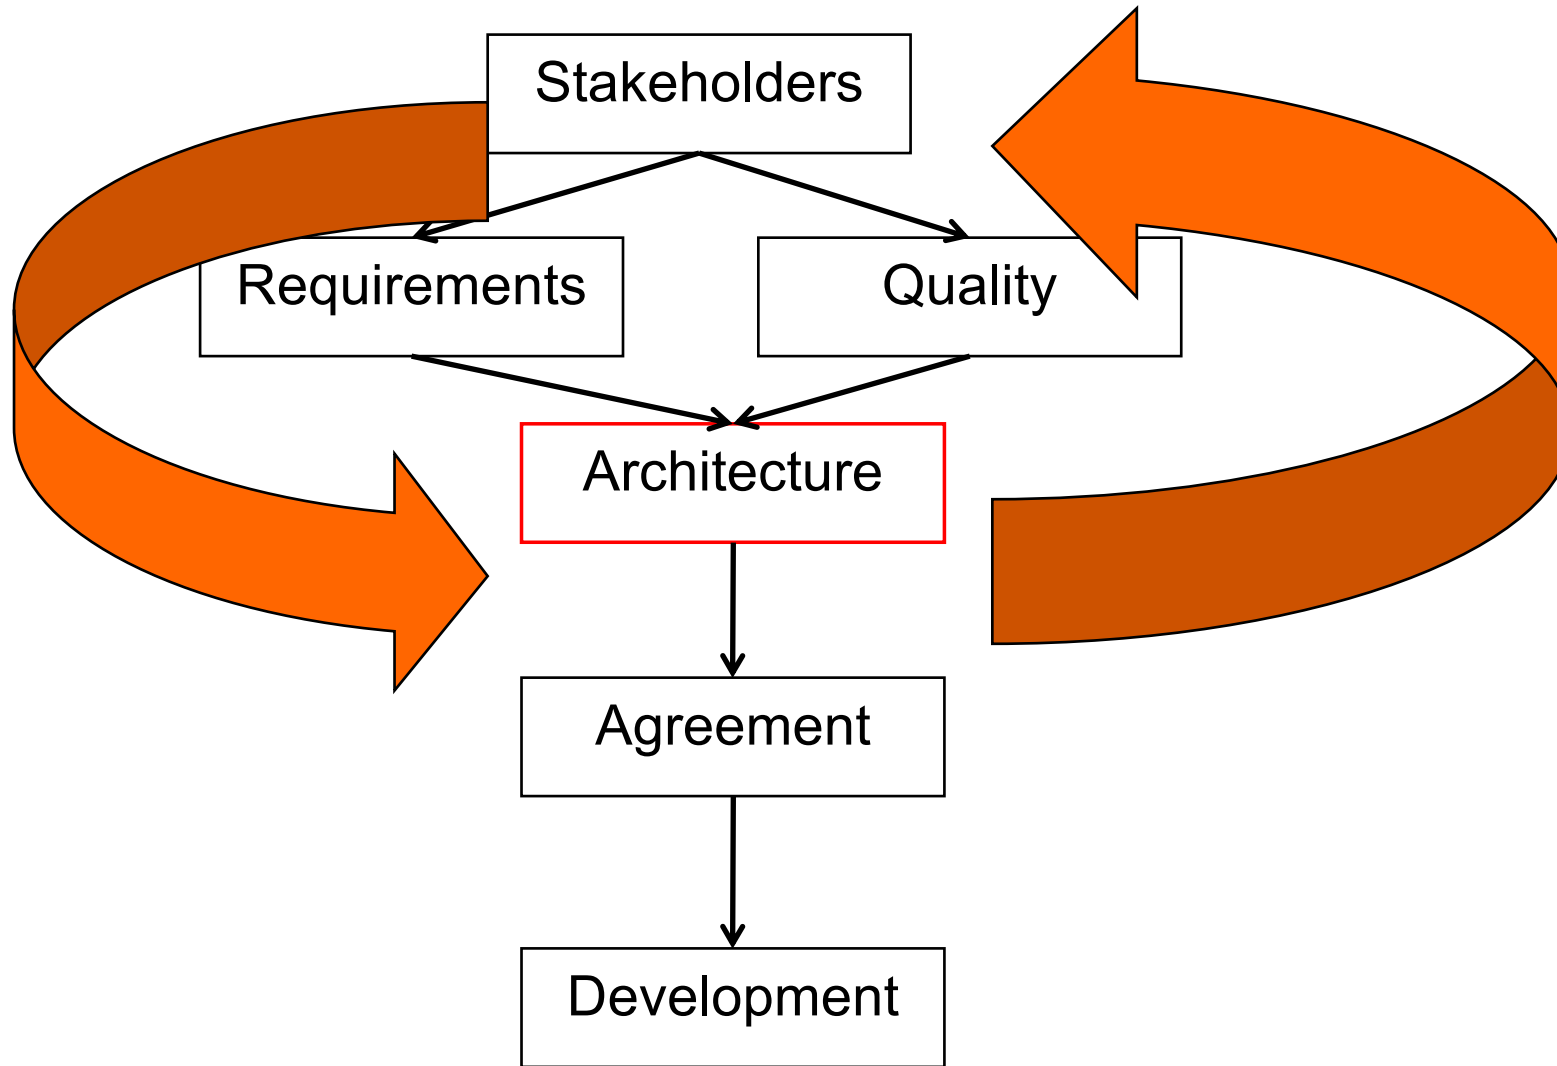 Stakeholders
Requirements
Quality
Architecture
Agreement
Development